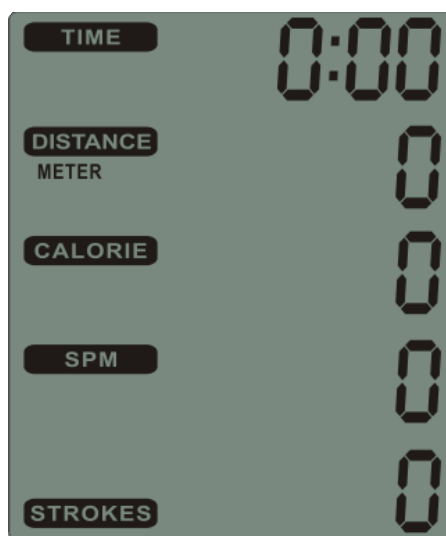 TIME 0:00
DISTANCE 0
METER
CALORIE 0
SPM 0
STROKES 0